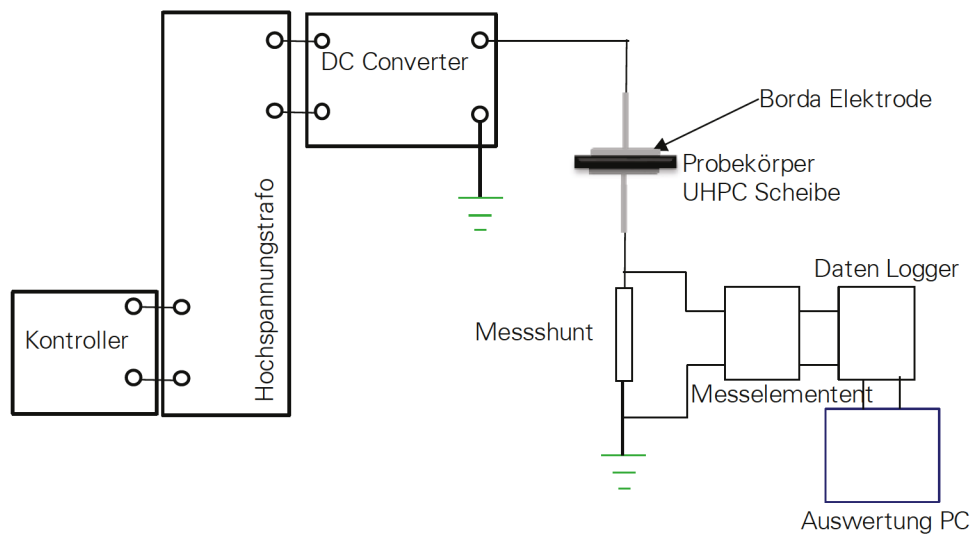 DC Converter
Borda Elektrode
Probekörper
UHPC Scheibe
Hochspannungstrafo
Daten Logger
Kontroller
Messshunt
Messelementent
Auswertung PC